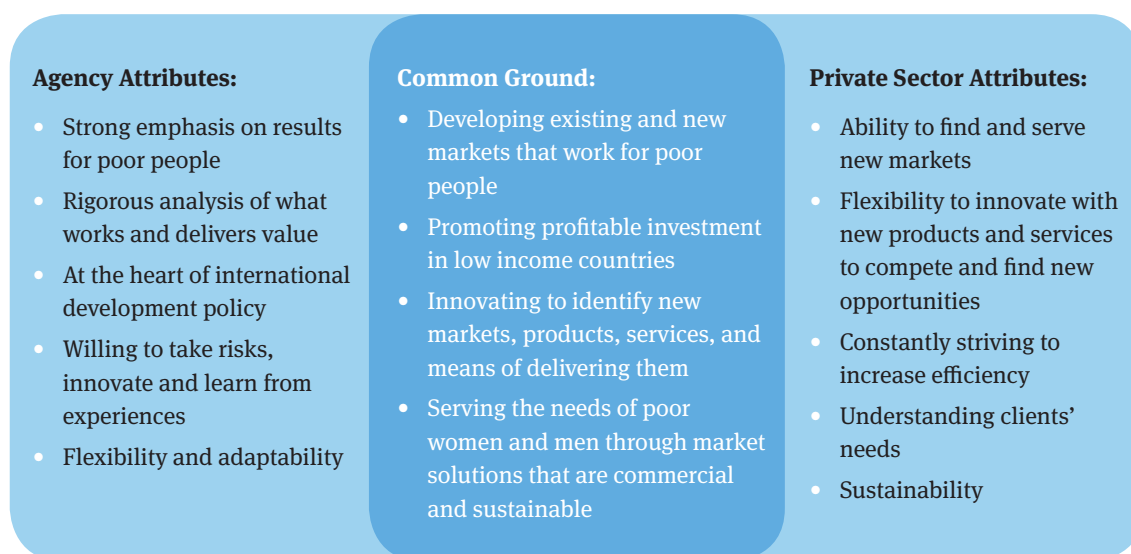 Agency Attributes:
• Strong emphasis on results
for poor people
• Rigorous analysis of what
works and delivers value
• At the heart of international
development policy
• Willing to take risks,
innovate and learn from
experiences
• Flexibility and adaptability
Common Ground:
• Developing existing and new
markets that work for poor
people
• Promoting profitable investment
in low income countries
• Innovating to identify new
markets, products, services, and
means of delivering them
• Serving the needs of poor
women and men through market
solutions that are commercial
and sustainable
Private Sector Attributes:
• Ability to find and serve
new markets
• Flexibility to innovate with
new products and services
to compete and find new
opportunities
• Constantly striving to
increase efficiency
• Understanding clients’
needs
• Sustainability